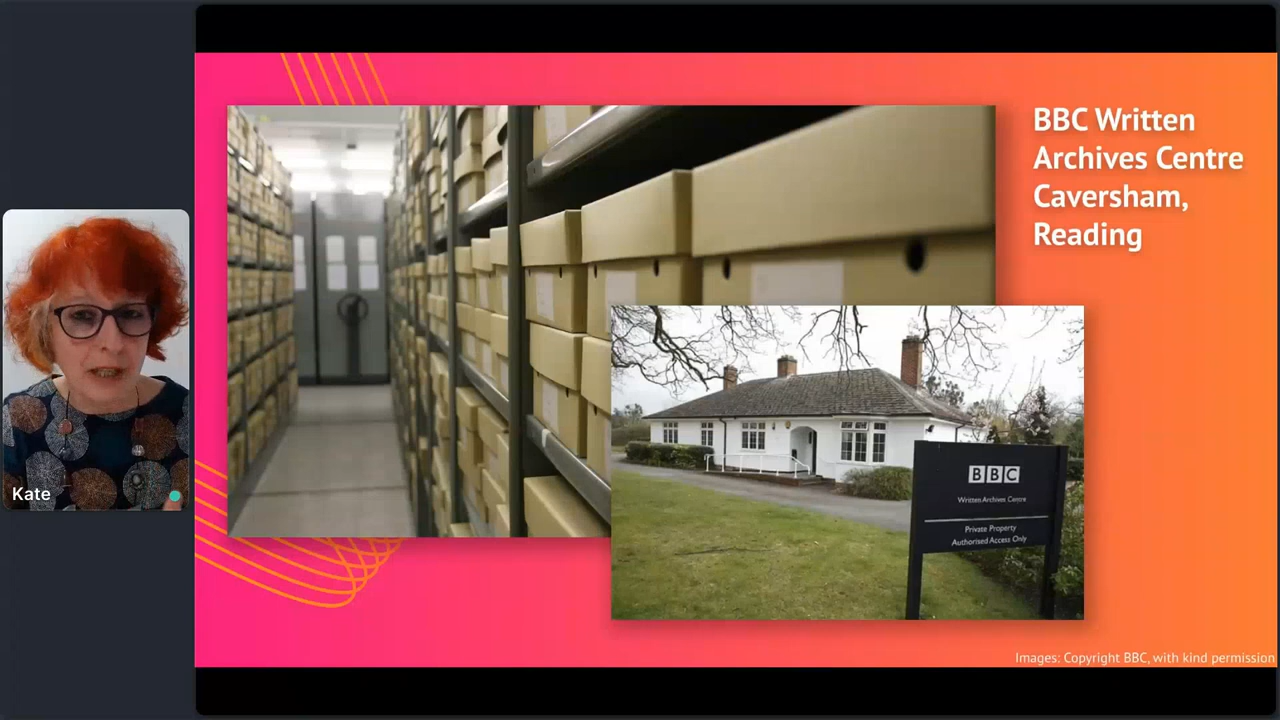 BBC Written
Archives Centre
Caversham,
Reading
BBC
Written Archives Centre
Private Property
Authorised Access Only
Kate
Images: Copyright BBC, with kind permission